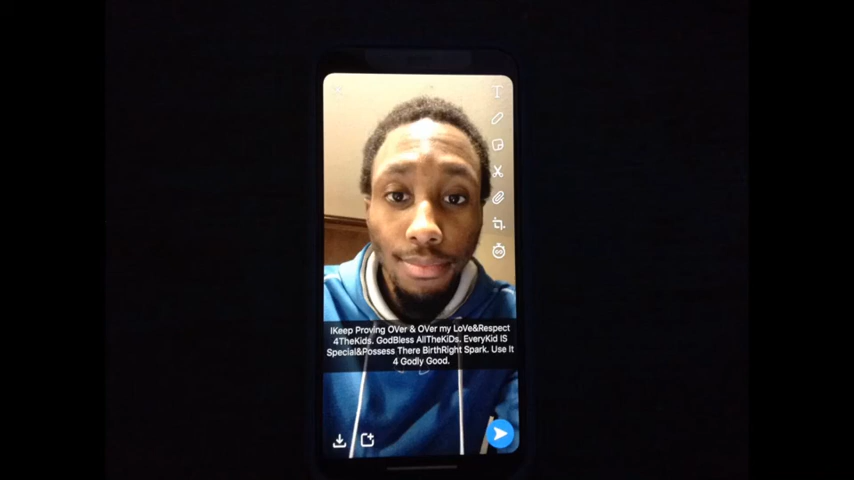 IKeep Proving OVer & OVer my LoVe&Respect
4TheKids. GodBless AllTheKiDs. EveryKid IS
Special&Possess There BirthRight Spark. Use It
4 Godly Good.